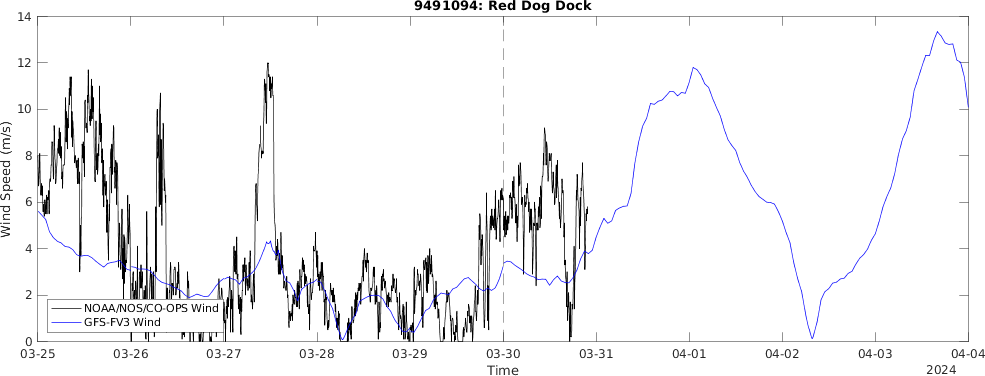 9491094: Red Dog Dock
14
12
10
8
6
4
2
0
Wind Speed (m/s)
NOAA/NOS/CO-OPS Wind
GFS-FV3 Wind
03-25 03-26 03-27 03-28 03-29 03-30 03-31 04-01 04-02 04-03 04-04
Time
2024